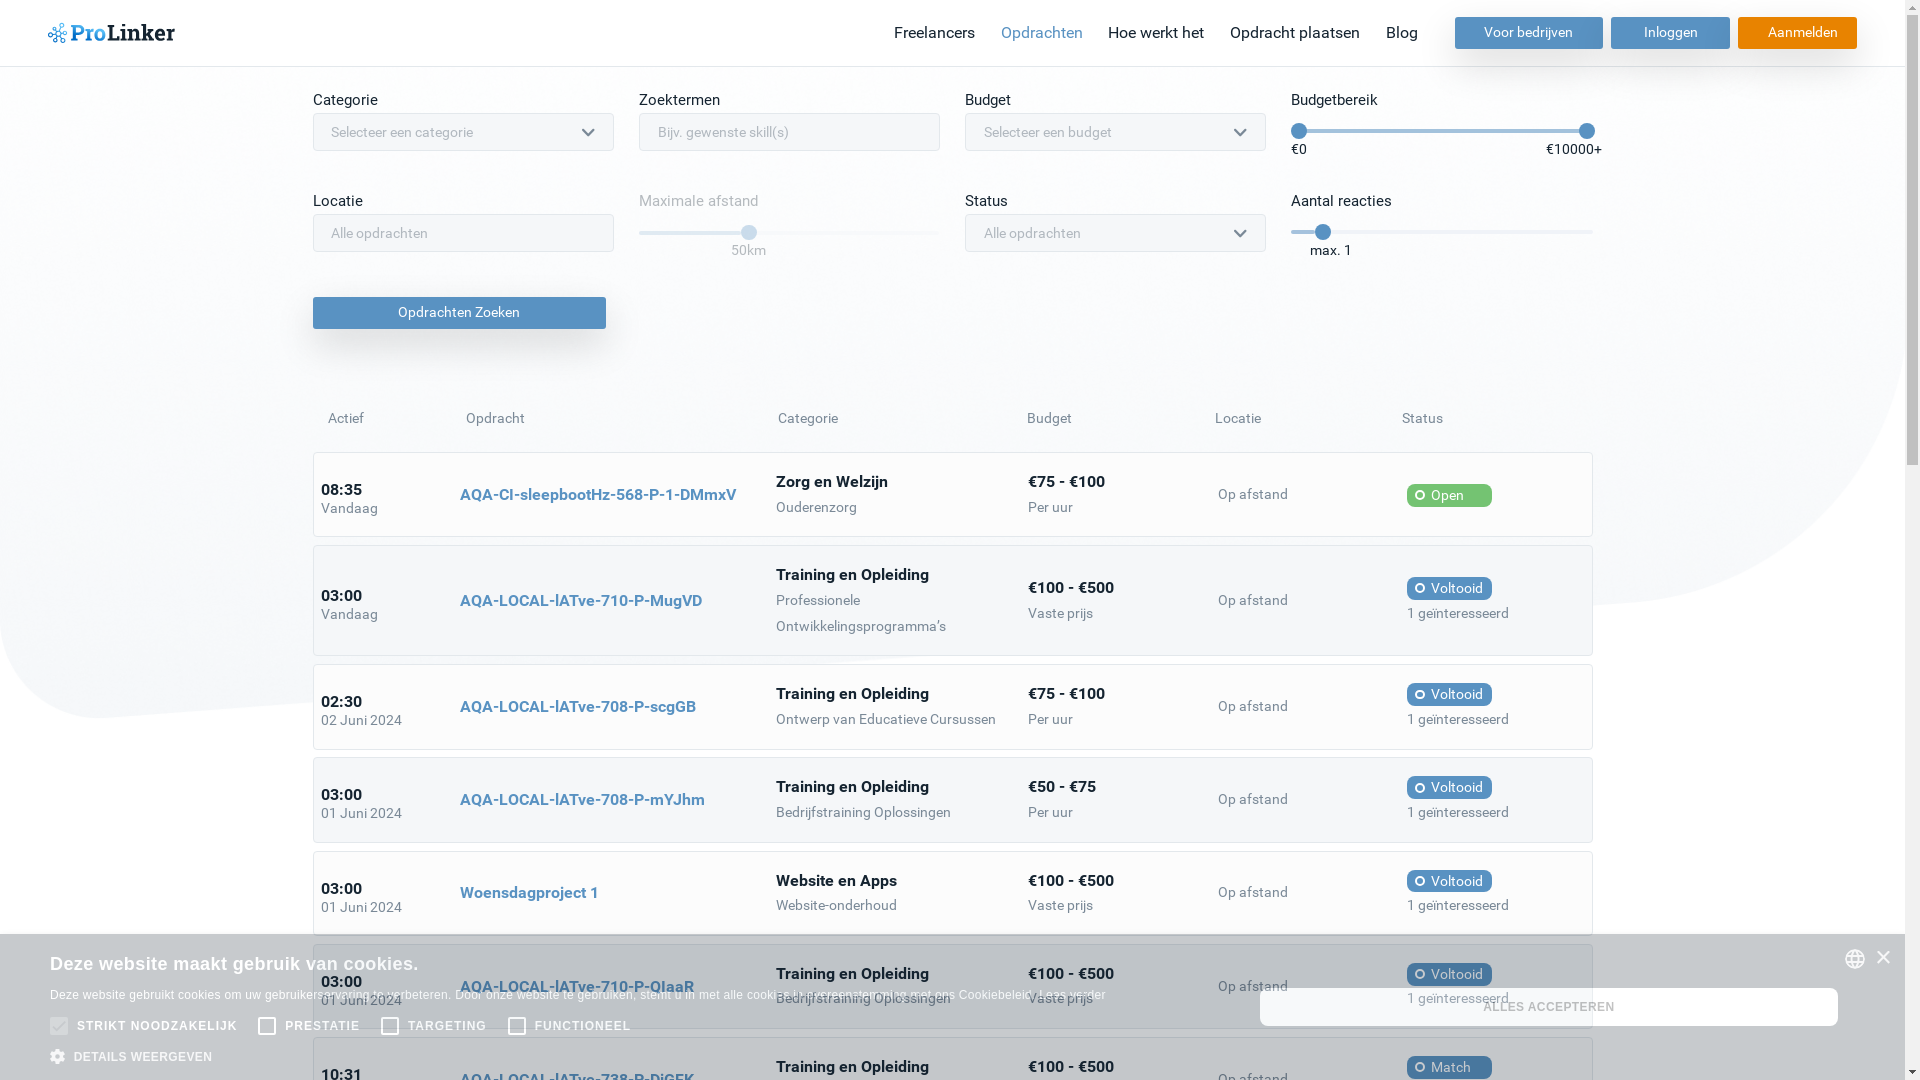 ProLinker
Freelancers Opdrachten Hoe werkt het Opdracht plaatsen Blog Voor bedrijven Inloggen Aanmelden
Categorie Zoektermen Budget Budgetbereik
Selecteer een categorie Bijv. gewenste skill(s) Selecteer een budget
€0 €10000+
Locatie Maximale afstand Status Aantal reacties
Alle opdrachten Alle opdrachten
50km max. 1
Opdrachten Zoeken
Actief Opdracht Categorie Budget Locatie Status
08:35 Vandaag
AQA-CI-sleepbootHz-568-P-1-DMmxV
Zorg en Welzijn
Ouderenzorg
€75 - €100
Per uur
Op afstand
Open
03:00
Vandaag
AQA-LOCAL-lATve-710-P-MugVD
Training en Opleiding
Professionele
Ontwikkelingsprogramma’s
€100 - €500
Vaste prijs
Op afstand
Voltooid
1 geïnteresseerd
02:30
02 Juni 2024
AQA-LOCAL-lATve-708-P-scgGB
Training en Opleiding
Ontwerp van Educatieve Cursussen
€75 - €100
Per uur
Op afstand
Voltooid
1 geïnteresseerd
03:00
01 Juni 2024
AQA-LOCAL-lATve-708-P-mYJhm
Training en Opleiding
Bedrijfstraining Oplossingen
€50 - €75
Per uur
Op afstand
Voltooid
1 geïnteresseerd
03:00
01 Juni 2024
Woensdagproject 1
Website en Apps
Website-onderhoud
€100 - €500
Vaste prijs
Op afstand
Voltooid
1 geïnteresseerd
03:00
01 Juni 2024
AQA-LOCAL-lATve-710-P-QIaaR
Training en Opleiding
Bedrijfstraining Oplossingen
€100 - €500
Vaste prijs
Op afstand
Voltooid
1 geïnteresseerd
10:31
AQA-LOCAL-lATve-738-P-DjGFK
Training en Opleiding
€100 - €500
Op afstand
Match
Deze website maakt gebruik van cookies.
Deze website gebruikt cookies om uw gebruikerservaring te verbeteren. Door onze website te gebruiken, stemt u in met alle cookies in overeenstemming met ons Cookiebeleid. Lees verder
STRIKT NOODZAKELIJK PRESTATIE TARGETING FUNCTIONEEL
DETAILS WEERGEVEN
ALLES ACCEPTEREN